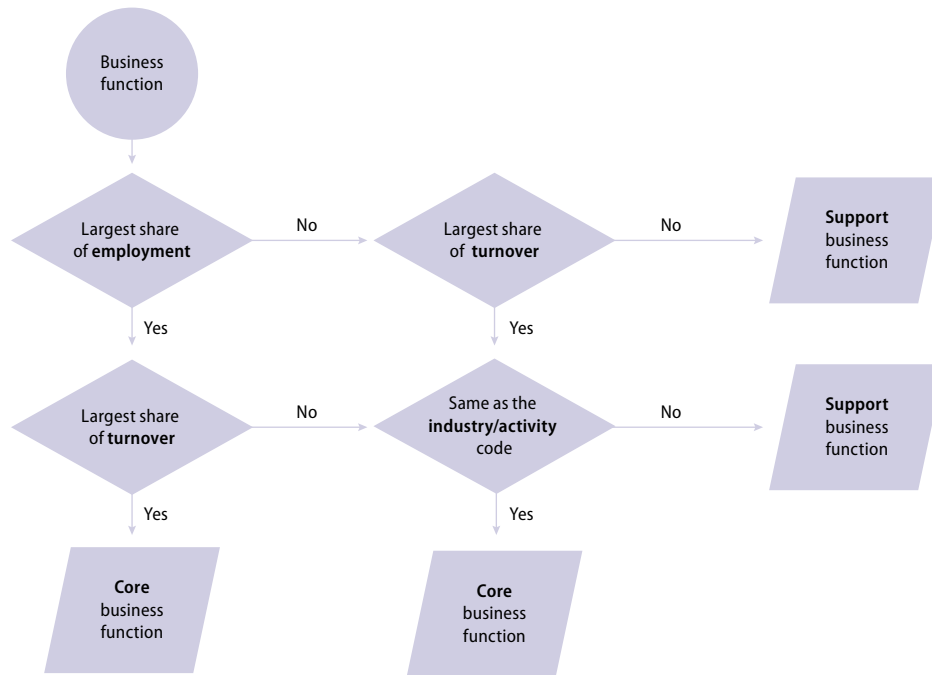 Business
function
Largest share
of employment
No
Largest share
of turnover
No
Support
business
function
Yes
Yes
Largest share
of turnover
No
Same as the
industry/activity
code
No
Support
business
function
Yes
Yes
Core
business
function
Core
business
function